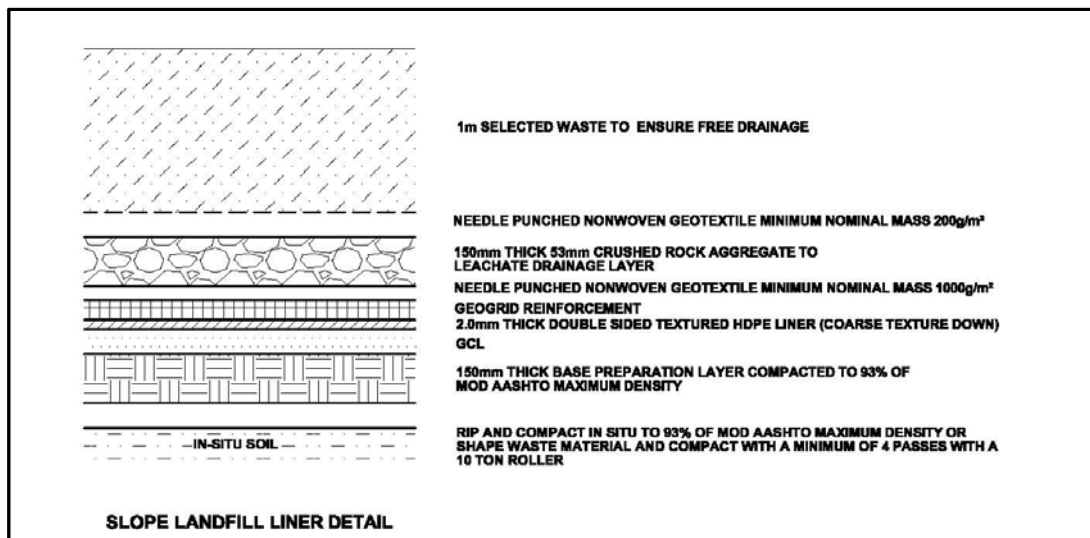 1m SELECTED WASTE TO ENSURE FREE DRAINAGE
NEEDLE PUNCHED NONWOVEN GEOTEXTILE MINIMUM NOMINAL MASS 200g/m²
150mm THICK 53mm CRUSHED ROCK AGGREGATE TO
LEACHATE DRAINAGE LAYER
NEEDLE PUNCHED NONWOVEN GEOTEXTILE MINIMUM NOMINAL MASS 1000g/m²
GEOGRID REINFORCEMENT
2.0mm THICK DOUBLE SIDED TEXTURED HDPE LINER (COARSE TEXTURE DOWN)
GCL
150mm THICK BASE PREPARATION LAYER COMPACTED TO 93% OF
MOD AASHTO MAXIMUM DENSITY
RIP AND COMPACT IN SITU TO 93% OF MOD AASHTO MAXIMUM DENSITY OR
SHAPE WASTE MATERIAL AND COMPACT WITH A MINIMUM OF 4 PASSES WITH A
10 TON ROLLER
IN-SITU SOIL
SLOPE LANDFILL LINER DETAIL